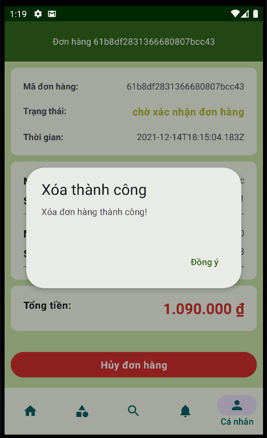 1:19
Đơn hàng 61b8df2831366680807bcc43
Mã đơn hàng: 61b8df2831366680807bcc43
Trạng thái: chờ xác nhận đơn hàng
Thời gian: 2021-12-14T18:15:04.183Z
Xóa thành công
Xóa đơn hàng thành công!
Đồng ý
Tổng tiền: 1.090.000 ₫
Hủy đơn hàng
Cá nhân